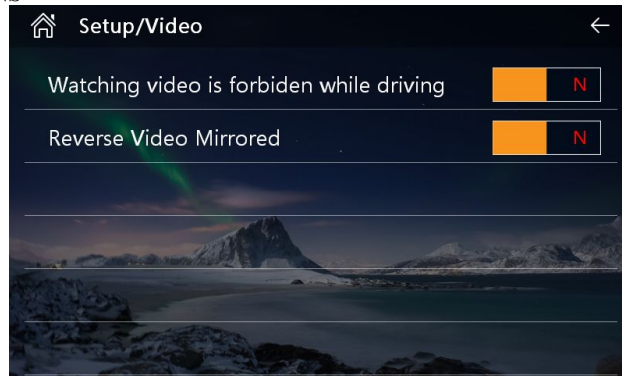 Setup/Video
Watching video is forbiden while driving N
Reverse Video Mirrored N